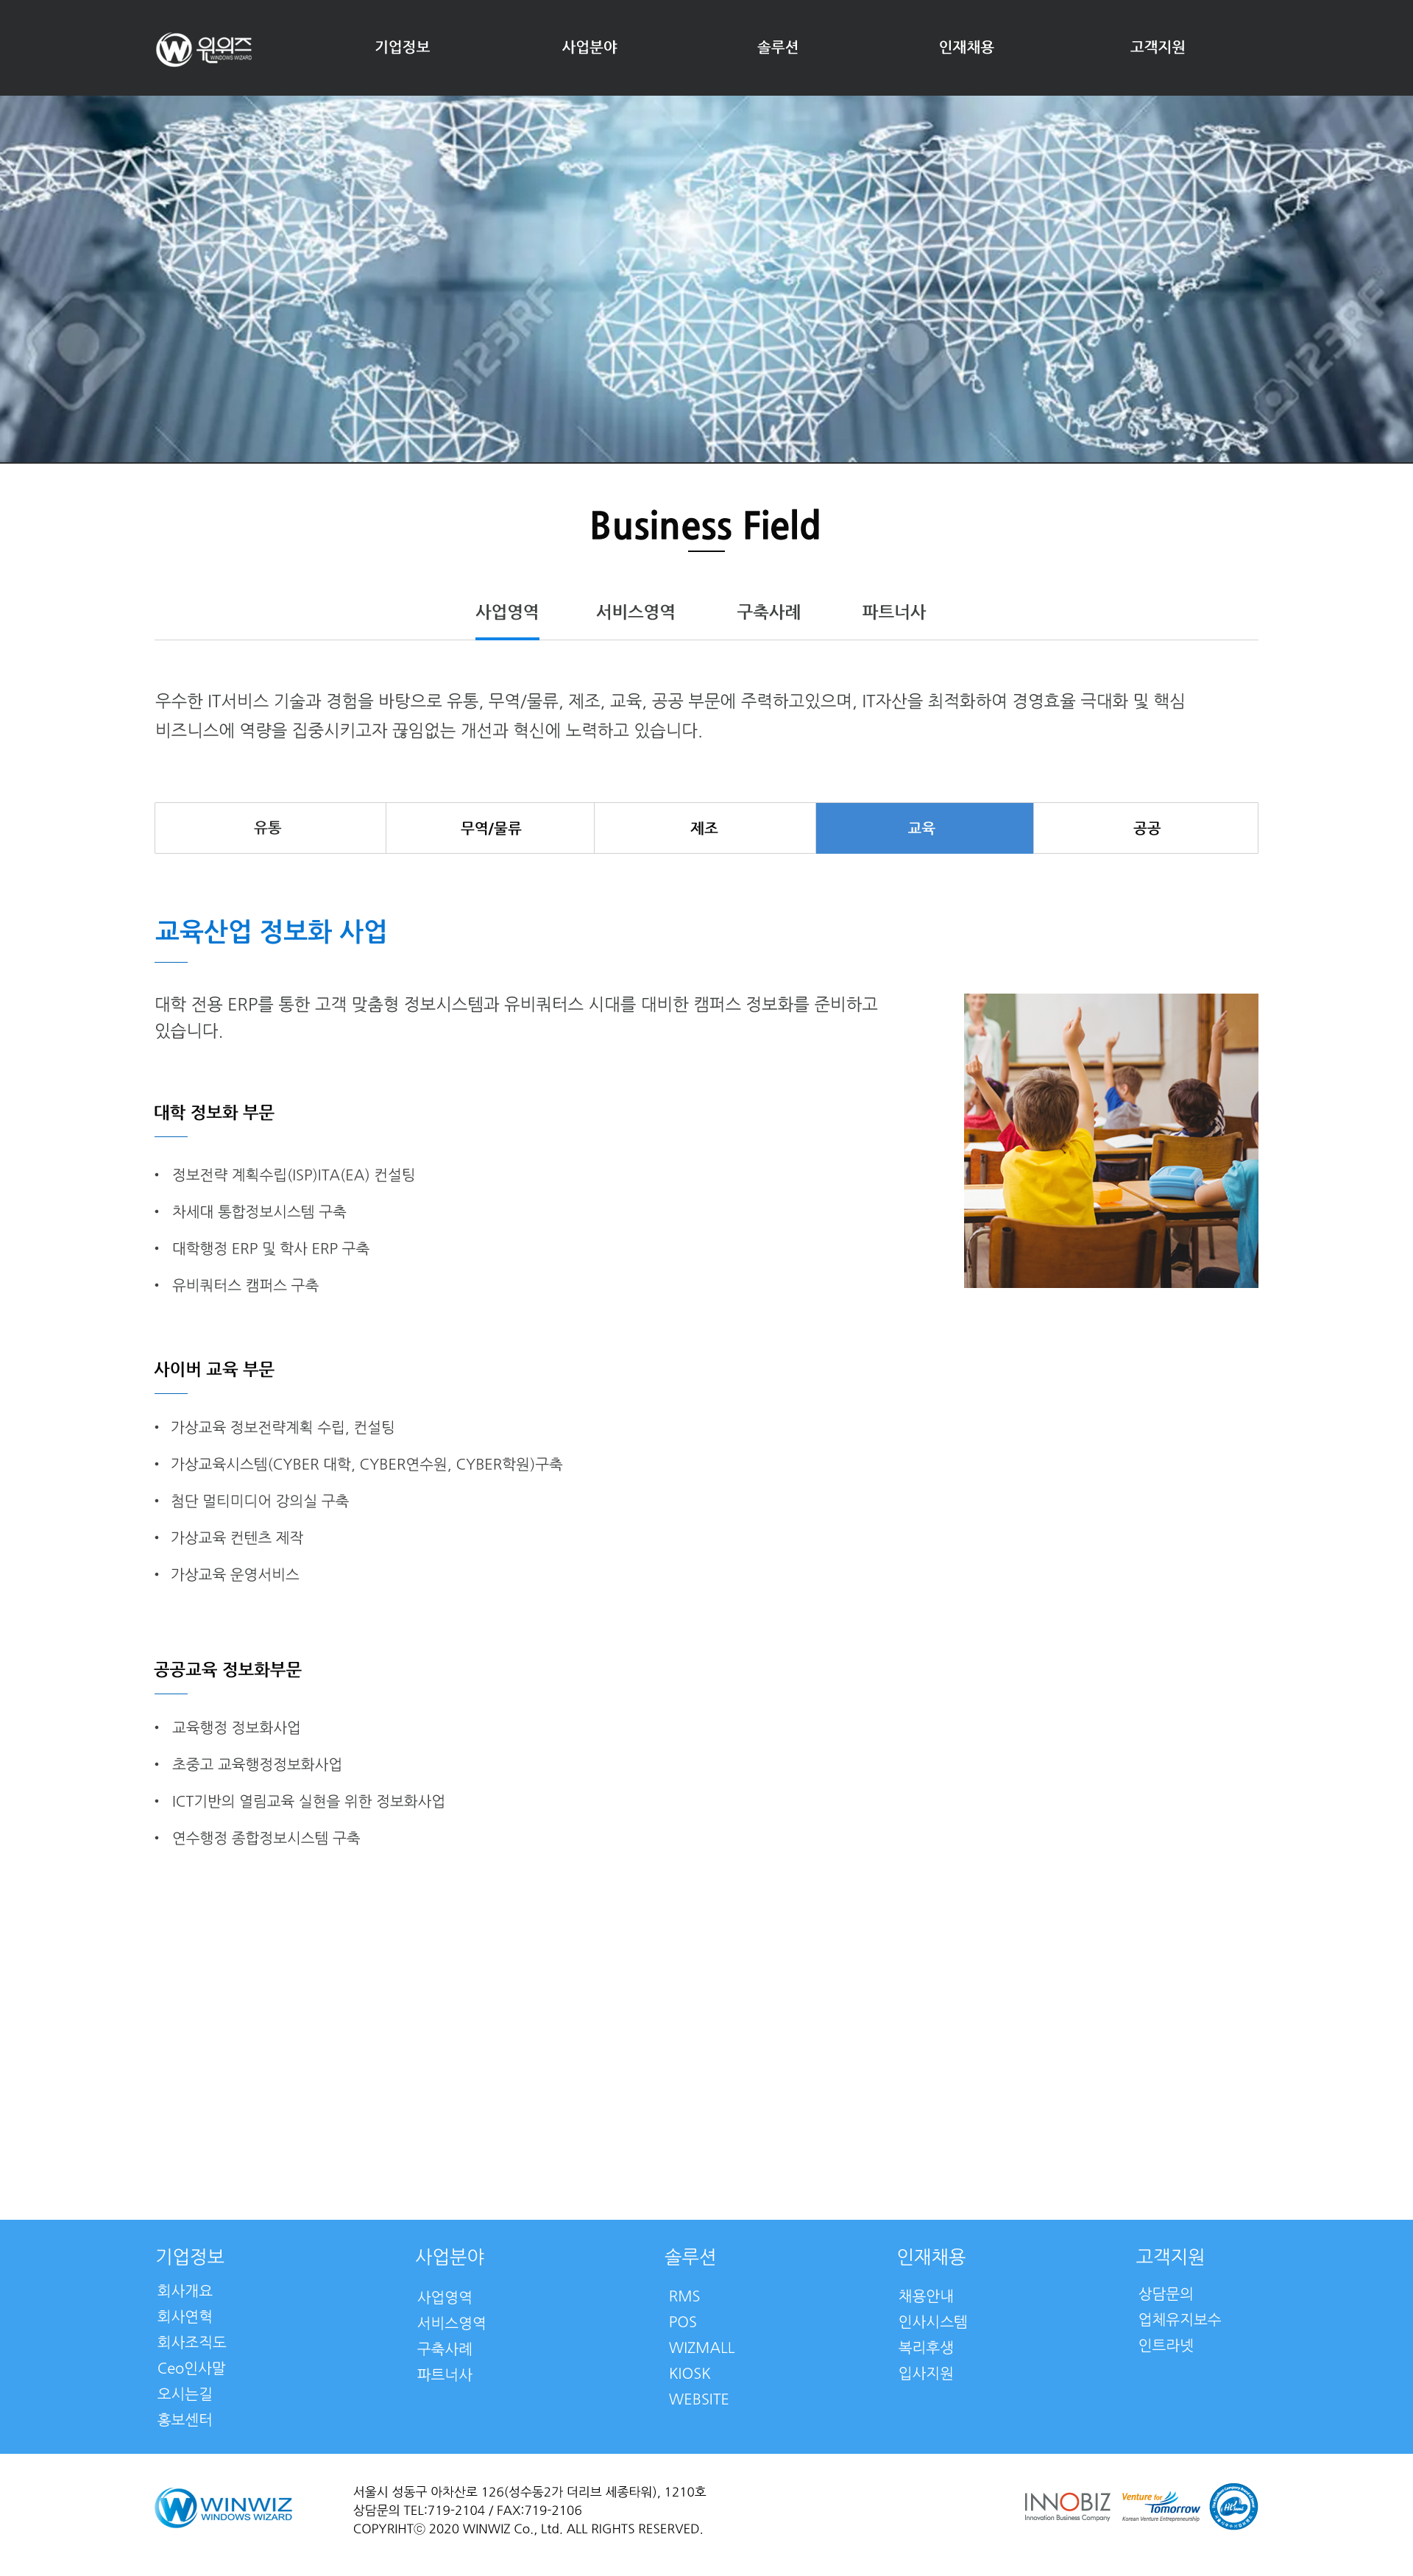 윈위즈
WINDOWS WIZARD
기업정보
사업분야
솔루션
인재채용
고객지원
123RF
123RF
Business Field
사업영역
서비스영역
구축사례
파트너사
우수한 IT서비스 기술과 경험을 바탕으로 유통, 무역/물류, 제조, 교육, 공공 부문에 주력하고있으며, IT자산을 최적화하여 경영효율 극대화 및 핵심
비즈니스에 역량을 집중시키고자 끊임없는 개선과 혁신에 노력하고 있습니다.
유통
무역/물류
제조
교육
공공
교육산업 정보화 사업
대학 전용 ERP를 통한 고객 맞춤형 정보시스템과 유비쿼터스 시대를 대비한 캠퍼스 정보화를 준비하고
있습니다.
대학 정보화 부문
• 정보전략 계획수립(ISP)ITA(EA) 컨설팅
• 차세대 통합정보시스템 구축
• 대학행정 ERP 및 학사 ERP 구축
• 유비쿼터스 캠퍼스 구축
사이버 교육 부문
• 가상교육 정보전략계획 수립, 컨설팅
• 가상교육시스템(CYBER 대학, CYBER연수원, CYBER학원)구축
• 첨단 멀티미디어 강의실 구축
• 가상교육 컨텐츠 제작
• 가상교육 운영서비스
공공교육 정보화부문
• 교육행정 정보화사업
• 초중고 교육행정정보화사업
• ICT기반의 열림교육 실현을 위한 정보화사업
• 연수행정 종합정보시스템 구축
기업정보
회사개요
회사연혁
회사조직도
Ceo인사말
오시는길
홍보센터
사업분야
사업영역
서비스영역
구축사례
파트너사
솔루션
RMS
POS
WIZMALL
KIOSK
WEBSITE
인재채용
채용안내
인사시스템
복리후생
입사지원
고객지원
상담문의
업체유지보수
인트라넷
WINWIZ
WINDOWS WIZARD
서울시 성동구 아차산로 126(성수동2가 더리브 세종타워), 1210호
상담문의 TEL:719-2104 / FAX:719-2106
COPYRIHTⓒ 2020 WINWIZ Co., Ltd. ALL RIGHTS RESERVED.
INNOBIZ
Innovation Business Company
Venture for
Tomorrow
Korean Venture Entrepreneurship